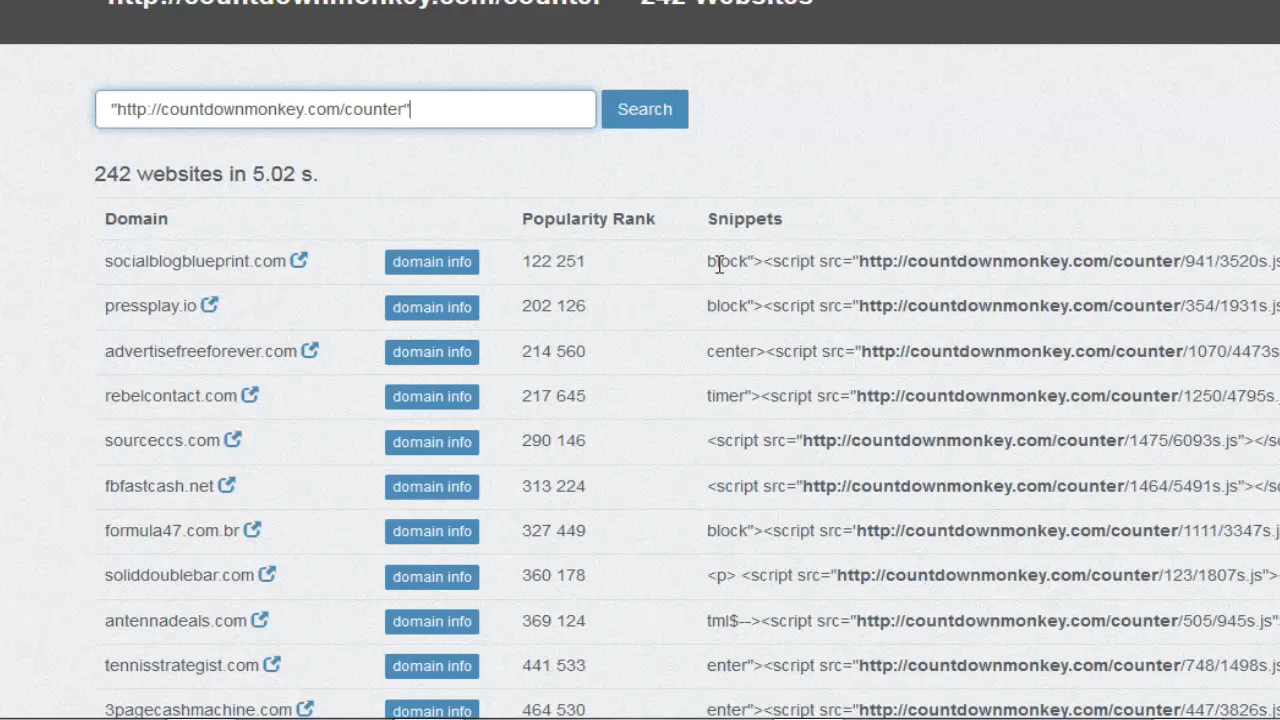 http://countdownmonkey.com/counter" — 242 Websites
"http://countdownmonkey.com/counter" Search
242 websites in 5.02 s.
Domain Popularity Rank Snippets
socialblogblueprint.com domain info 122 251 block"><script src="http://countdownmonkey.com/counter/941/3520s.js
pressplay.io domain info 202 126 block"><script src="http://countdownmonkey.com/counter/354/1931s.js
advertisefreeforever.com domain info 214 560 center><script src="http://countdownmonkey.com/counter/1070/4473s
rebelcontact.com domain info 217 645 timer"><script src="http://countdownmonkey.com/counter/1250/4795s.
sourceccs.com domain info 290 146 <script src="http://countdownmonkey.com/counter/1475/6093s.js"></sc
fbfastcash.net domain info 313 224 <script src="http://countdownmonkey.com/counter/1464/5491s.js"></sc
formula47.com.br domain info 327 449 block"><script src='http://countdownmonkey.com/counter/1111/3347s.j
soliddoublebar.com domain info 360 178 <p> <script src="http://countdownmonkey.com/counter/123/1807s.js">
antennadeals.com domain info 369 124 tml$--><script src="http://countdownmonkey.com/counter/505/945s.js"
tennisstrategist.com domain info 441 533 enter"><script src="http://countdownmonkey.com/counter/748/1498s.js
3pagecashmachine.com domain info 464 530 enter"><script src="http://countdownmonkey.com/counter/447/3826s.js